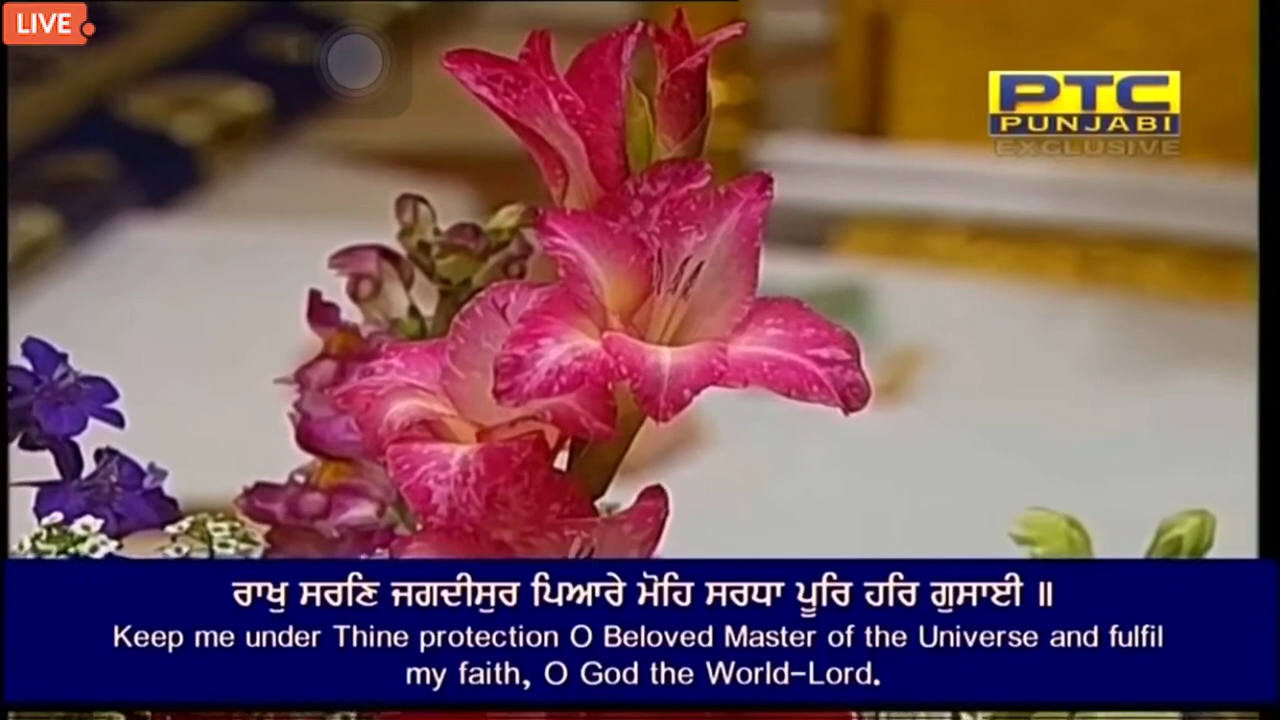 LIVE
PTC
PUNJABI
EXCLUSIVE
ਰਾਖੁ ਸਰਣਿ ਜਗਦੀਸੁਰ ਪਿਆਰੇ ਮੋਹਿ ਸਰਧਾ ਪੂਰਿ ਹਰਿ ਗੁਸਾਈ ॥
Keep me under Thine protection O Beloved Master of the Universe and fulfil
my faith, O God the World-Lord.